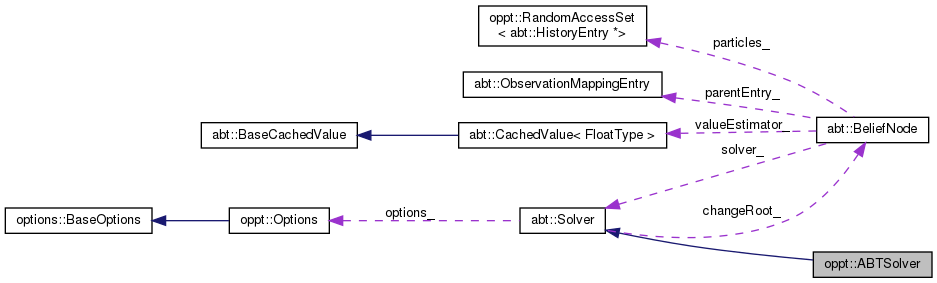 oppt::RandomAccessSet
< abt::HistoryEntry *>
particles_
abt::ObservationMappingEntry
parentEntry_
abt::BaseCachedValue
abt::CachedValue< FloatType >
valueEstimator_
abt::BeliefNode
solver_
options::BaseOptions
oppt::Options
options_
abt::Solver
changeRoot_
oppt::ABTSolver